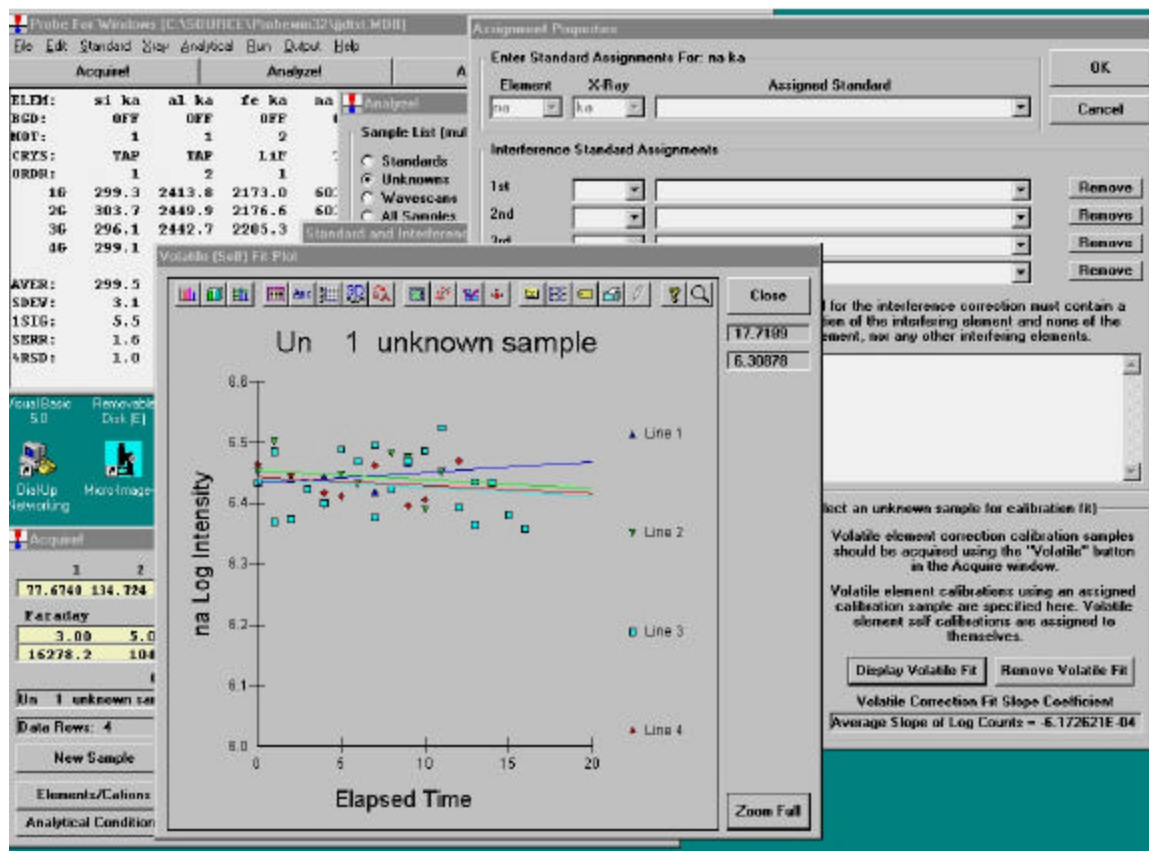 Probe For Windows [C:\SOURCE\Probewin32\jjdtxt.MDB]
File Edit Standard Xray Analytical Run Output Help
Acquire! Analyze! A
ELEM: si ka al ka fe ka na
BGD: OFF OFF OFF
MOT: 1 1 2
CRYS: TAP TAP LIF
ORDR: 1 2 1
1G 299.3 2413.8 2173.0 60
2G 303.7 2449.9 2176.6 60
3G 296.1 2442.7 2205.3
4G 299.1
AVER: 299.5
SDEV: 3.1
1SIG: 5.5
SERR: 1.6
%RSD: 1.0
Analyze!
Sample List (mul
Standards
Unknowns
Wavescans
All Samples
Standard and Interferenc
Assignment Properties
Enter Standard Assignments For: na ka
Element X-Ray Assigned Standard
na ka
OK
Cancel
Interference Standard Assignments
1st Remove
2nd Remove
3rd Remove
Remove
for the interference correction must contain a
tion of the interfering element and none of the
ement, nor any other interfering elements.
lect an unknown sample for calibration fit)
Volatile element correction calibration samples
should be acquired using the "Volatile" button
in the Acquire window.
Volatile element calibrations using an assigned
calibration sample are specified here. Volatile
element self calibrations are assigned to
themselves.
Display Volatile Fit Remove Volatile Fit
Volatile Correction Fit Slope Coefficient
Average Slope of Log Counts = -6.172621E-04
Volatile (Self) Fit Plot
Close
17.7199
6.30878
Un 1 unknown sample
na Log Intensity
6.6
6.5
6.4
6.3
6.2
6.1
6.0
0 5 10 15 20
Elapsed Time
Line 1
Line 2
Line 3
Line 4
Zoom Full
Visual Basic
5.0
Removable
Disk (E)
DialUp
Networking
Micro-Image
Acquire!
1 2
77.6740 134.724
Faraday
3.00 5.0
16278.2 104
Un 1 unknown sa
Data Rows: 4
New Sample
Elements/Cations
Analytical Condition